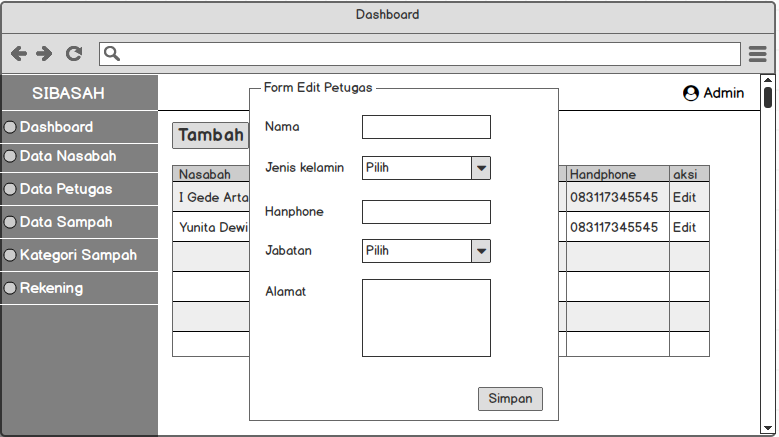 Dashboard
SIBASAH
Form Edit Petugas
Admin
Dashboard
Data Nasabah
Data Petugas
Data Sampah
Kategori Sampah
Rekening
Tambah
Nama
Jenis kelamin Pilih
Hanphone
Jabatan Pilih
Alamat
Simpan
Nasabah Handphone aksi
I Gede Arta 083117345545 Edit
Yunita Dewi 083117345545 Edit